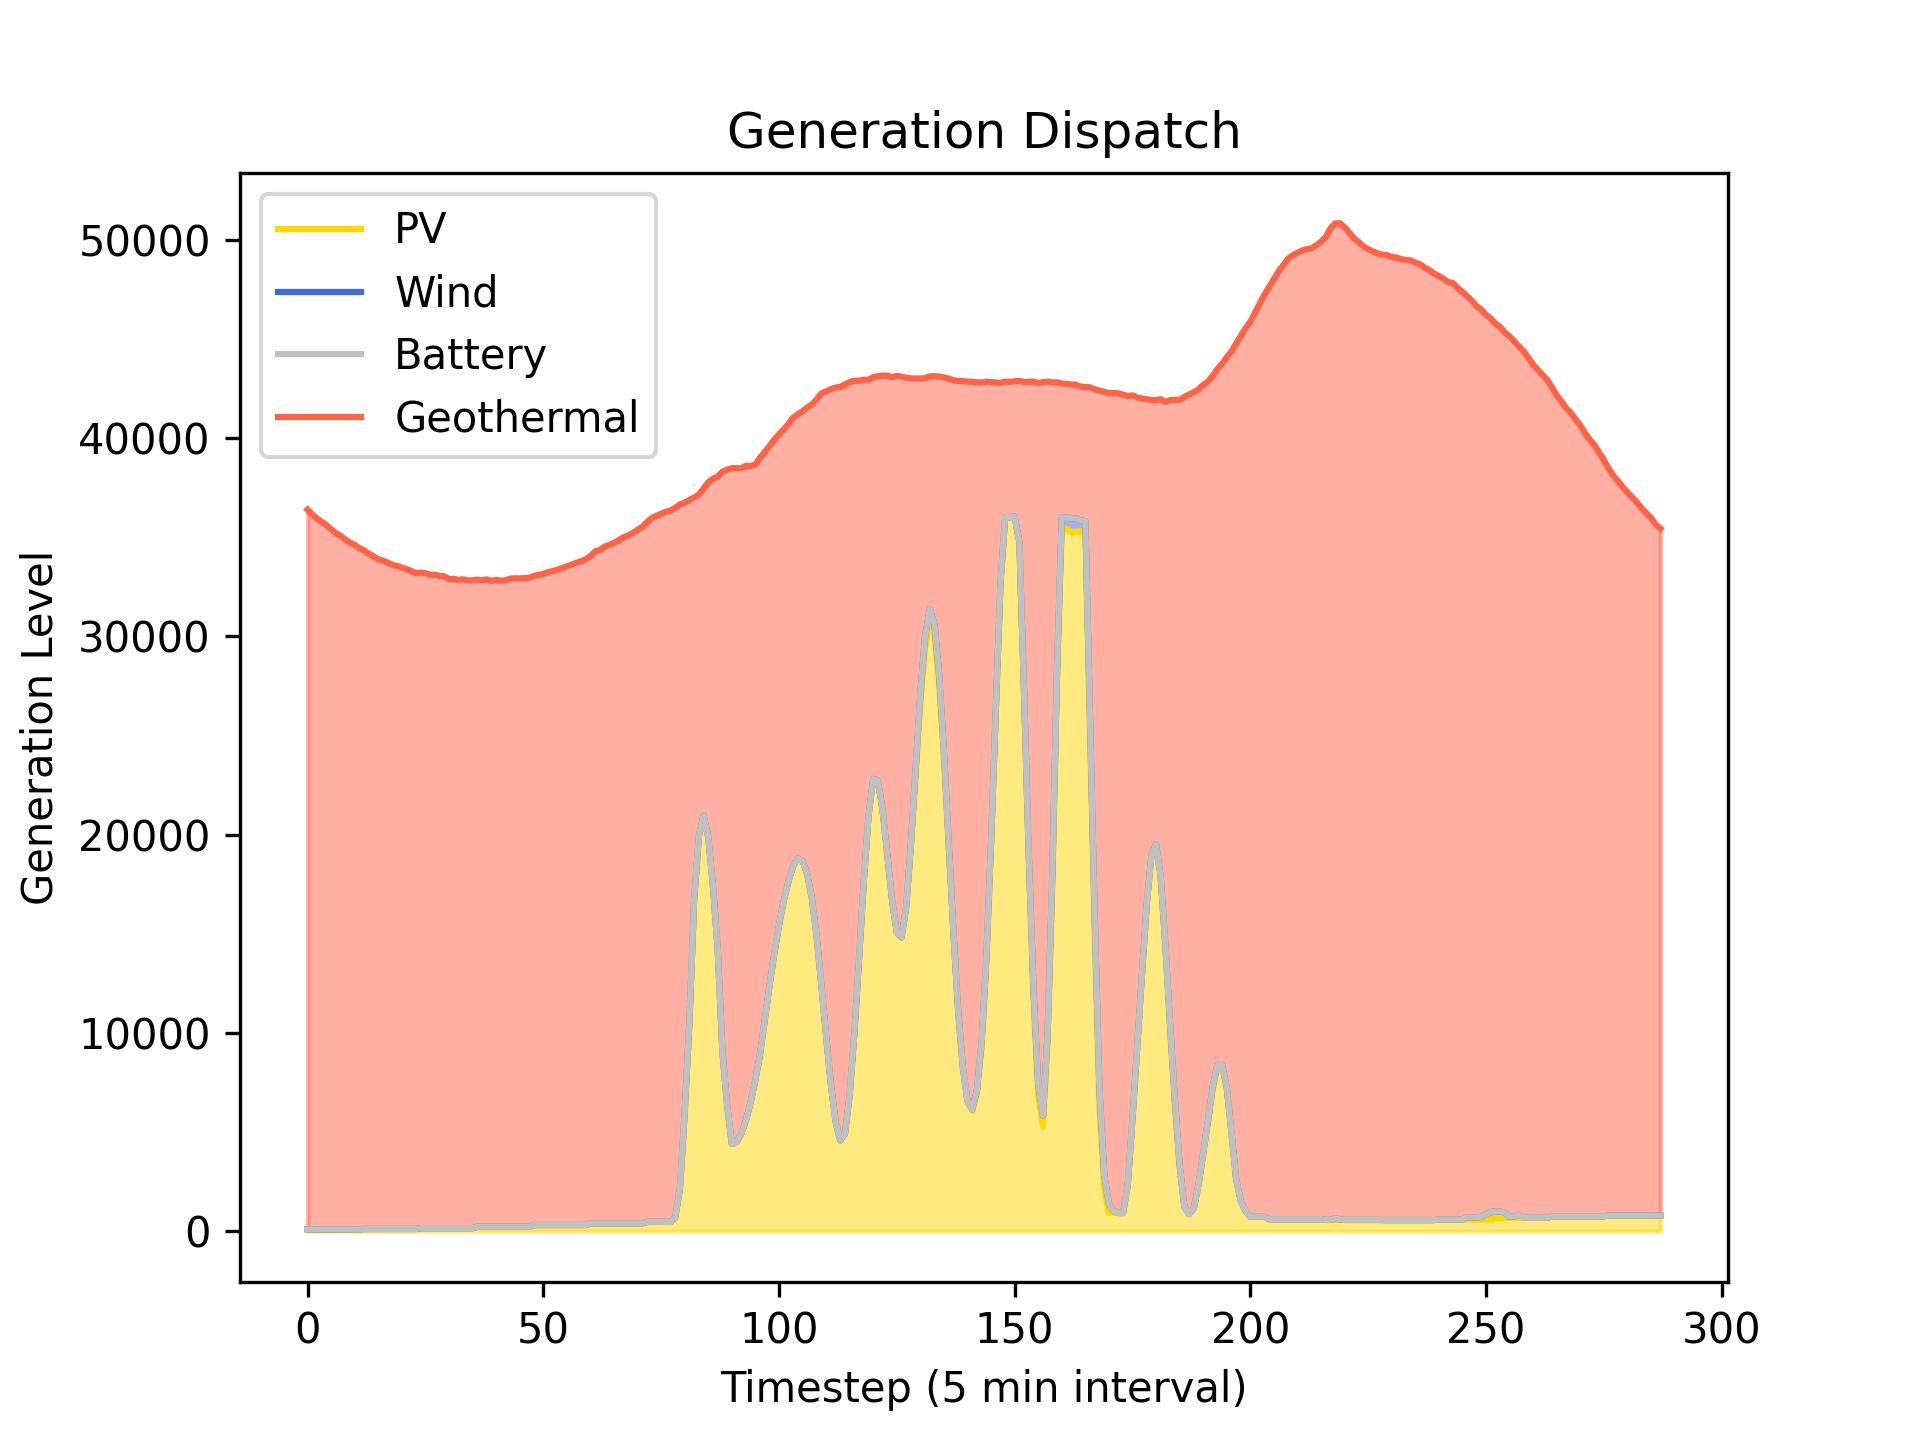 Generation Dispatch
PV
Wind
Battery
Geothermal
50000
40000
30000
20000
10000
0
Generation Level
0 50 100 150 200 250 300
Timestep (5 min interval)